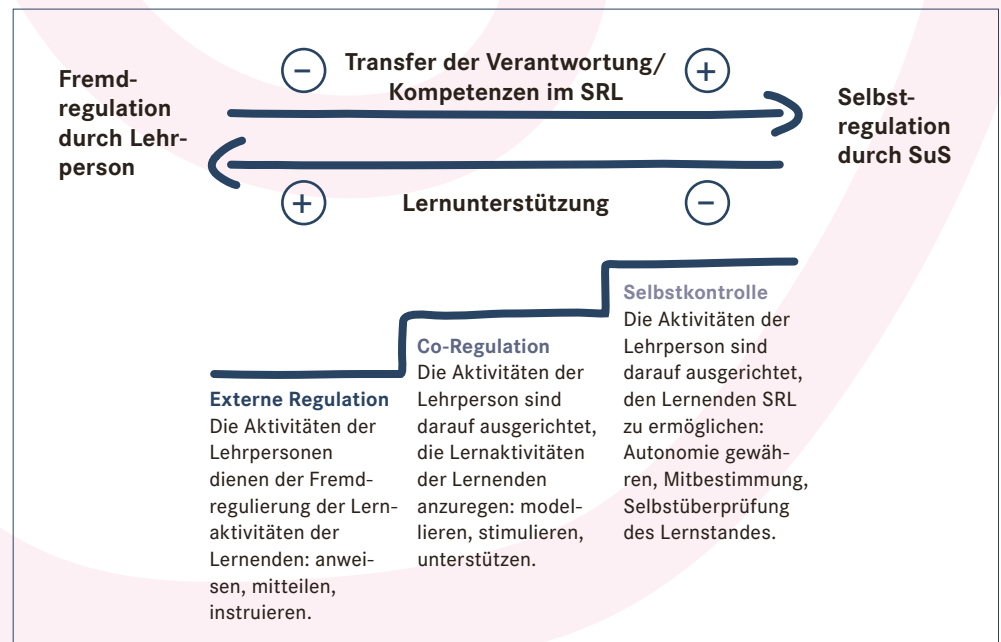 Fremd-
regulation
durch Lehr-
person
− Transfer der Verantwortung/ +
Kompetenzen im SRL
Selbst-
regulation
durch SuS
+ Lernunterstützung −
Externe Regulation
Die Aktivitäten der
Lehrpersonen
dienen der Fremd-
regulierung der Lern-
aktivitäten der
Lernenden: anwei-
sen, mitteilen,
instruieren.
Co-Regulation
Die Aktivitäten der
Lehrperson sind
darauf ausgerichtet,
die Lernaktivitäten
der Lernenden
anzuregen: model-
lieren, stimulieren,
unterstützen.
Selbstkontrolle
Die Aktivitäten der
Lehrperson sind
darauf ausgerichtet,
den Lernenden SRL
zu ermöglichen:
Autonomie gewäh-
ren, Mitbestimmung,
Selbstüberprüfung
des Lernstandes.